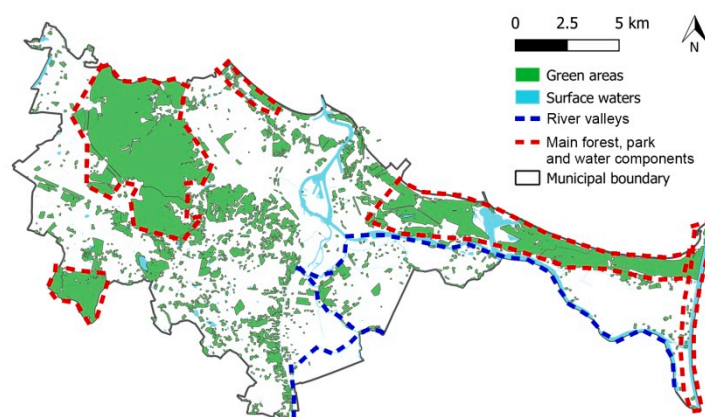 0 2.5 5 km
N
Green areas
Surface waters
River valleys
Main forest, park
and water components
Municipal boundary